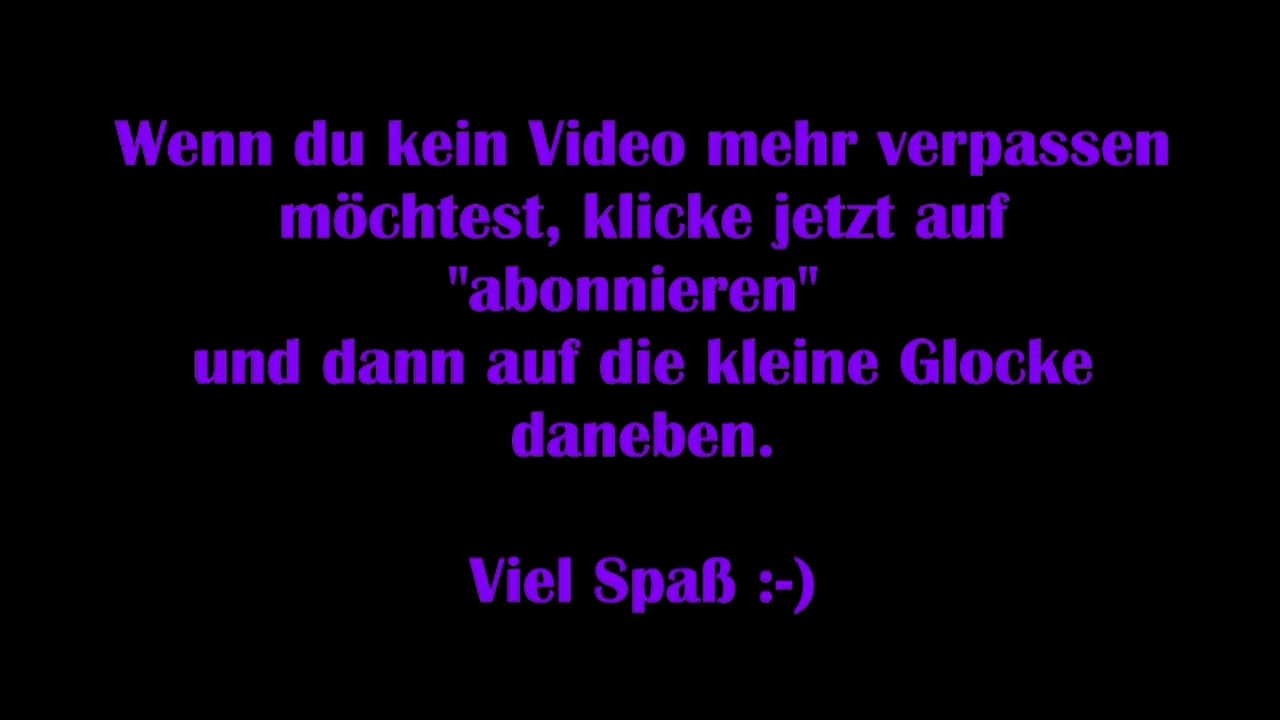 Wenn du kein Video mehr verpassen
möchtest, klicke jetzt auf
"abonnieren"
und dann auf die kleine Glocke
daneben.
Viel Spaß :-)